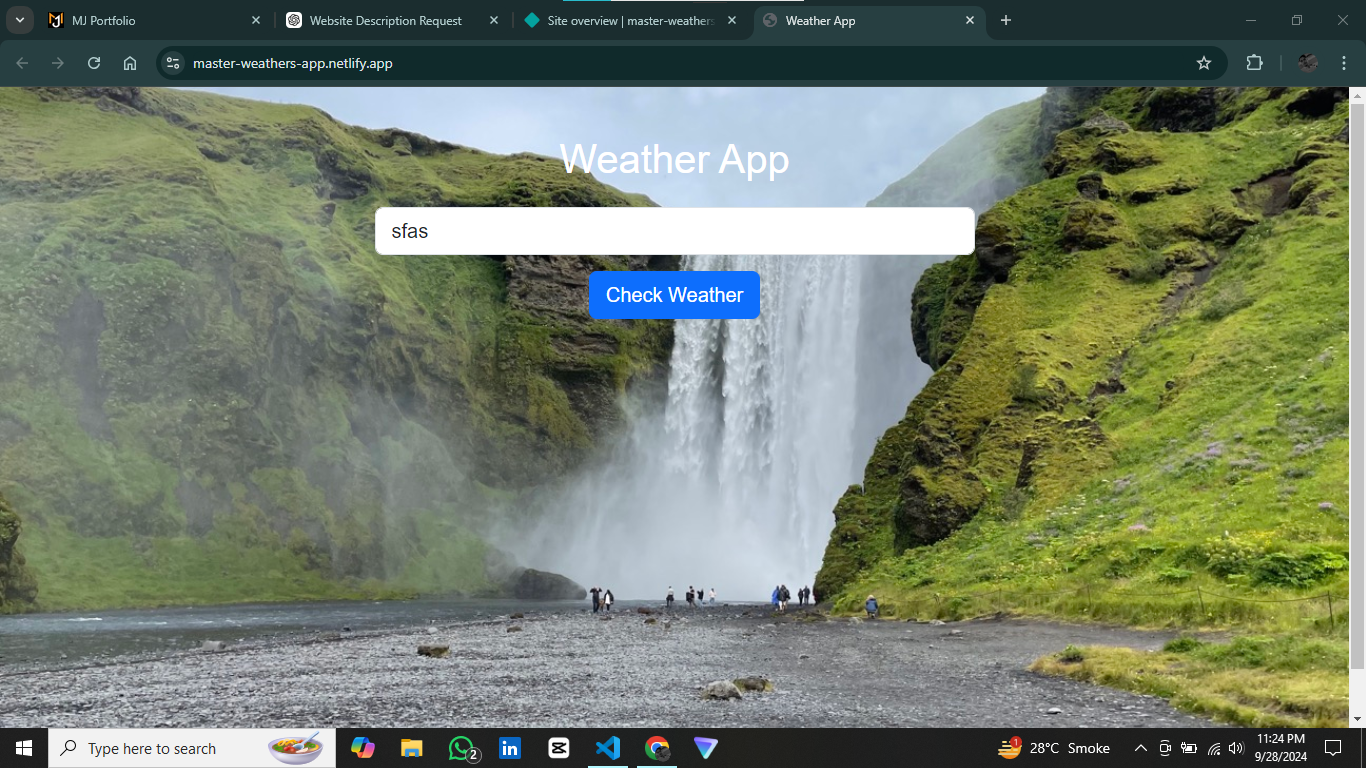 MJ Portfolio
Website Description Request
Site overview | master-weathers
Weather App
master-weathers-app.netlify.app
Weather App
sfas
Check Weather
Type here to search
2
1
28°C Smoke
11:24 PM
9/28/2024